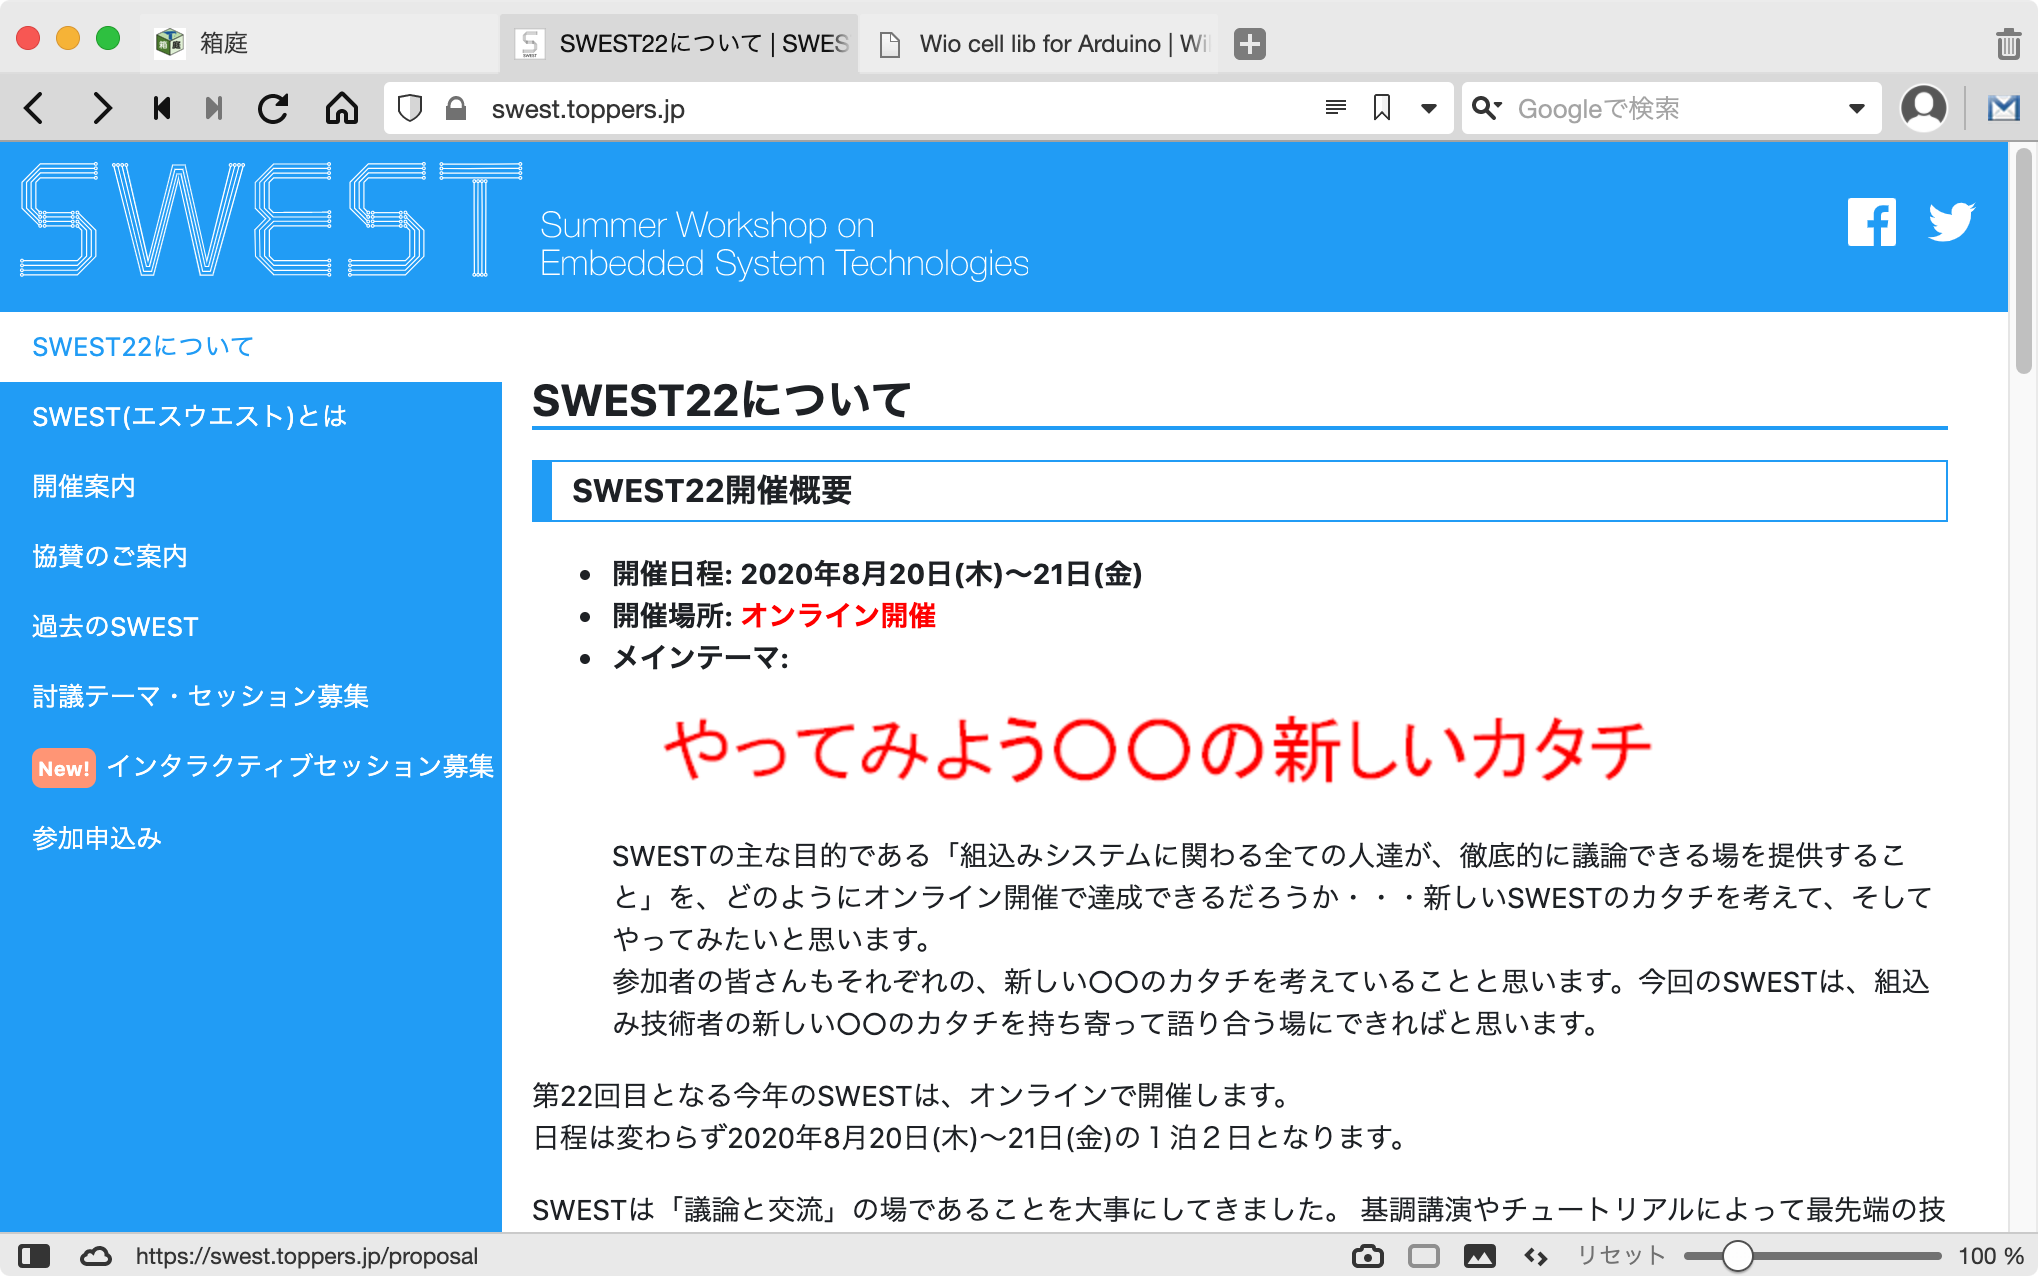 箱庭
SWEST22について | SWES
Wio cell lib for Arduino | Wi
swest.toppers.jp
Googleで検索
SWEST
Summer Workshop on
Embedded System Technologies
SWEST22について
SWEST(エスウエスト)とは
開催案内
協賛のご案内
過去のSWEST
討議テーマ・セッション募集
New! インタラクティブセッション募集
参加申込み
SWEST22について
SWEST22開催概要
• 開催日程: 2020年8月20日(木)〜21日(金)
• 開催場所: オンライン開催
• メインテーマ:
やってみよう〇〇の新しいカタチ
SWESTの主な目的である「組込みシステムに関わる全ての人達が、徹底的に議論できる場を提供するこ
と」を、どのようにオンライン開催で達成できるだろうか・・・新しいSWESTのカタチを考えて、そして
やってみたいと思います。
参加者の皆さんもそれぞれの、新しい〇〇のカタチを考えていることと思います。今回のSWESTは、組込
み技術者の新しい〇〇のカタチを持ち寄って語り合う場にできればと思います。
第22回目となる今年のSWESTは、オンラインで開催します。
日程は変わらず2020年8月20日(木)〜21日(金)の１泊２日となります。
SWESTは「議論と交流」の場であることを大事にしてきました。 基調講演やチュートリアルによって最先端の技
https://swest.toppers.jp/proposal
リセット
100 %